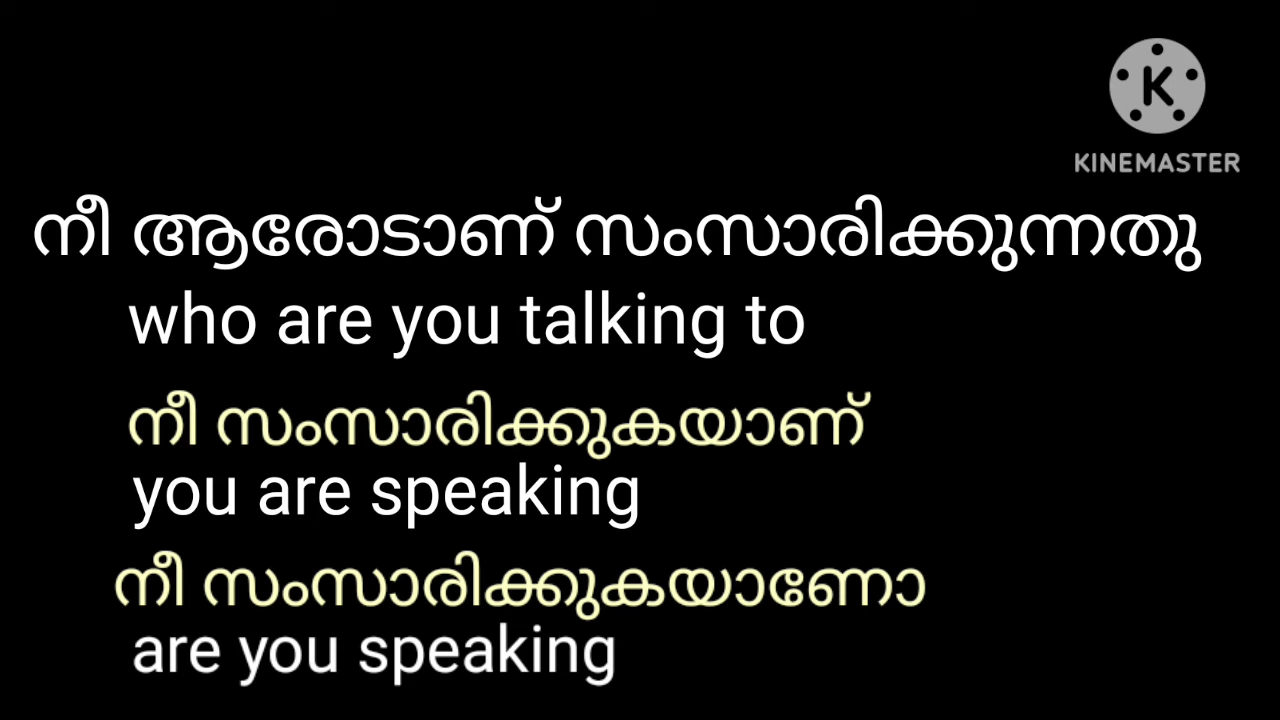 K
KINEMASTER
നീ ആരോടാണ് സംസാരിക്കുന്നതു
who are you talking to
നീ സംസാരിക്കുകയാണ്
you are speaking
നീ സംസാരിക്കുകയാണോ
are you speaking